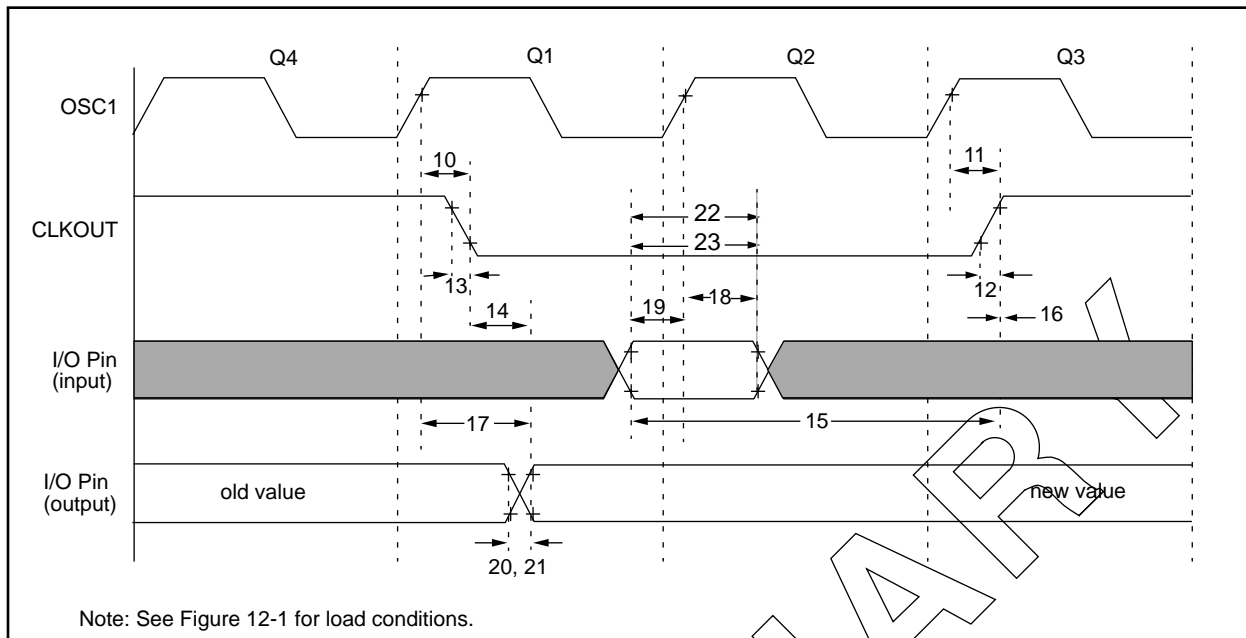 Q4 Q1 Q2 Q3
OSC1
10 11
22
CLKOUT
23
13 18 12
14 19 16
I/O Pin
(input)
17 15
I/O Pin
(output)
old value new value
20, 21
Note: See Figure 12-1 for load conditions.